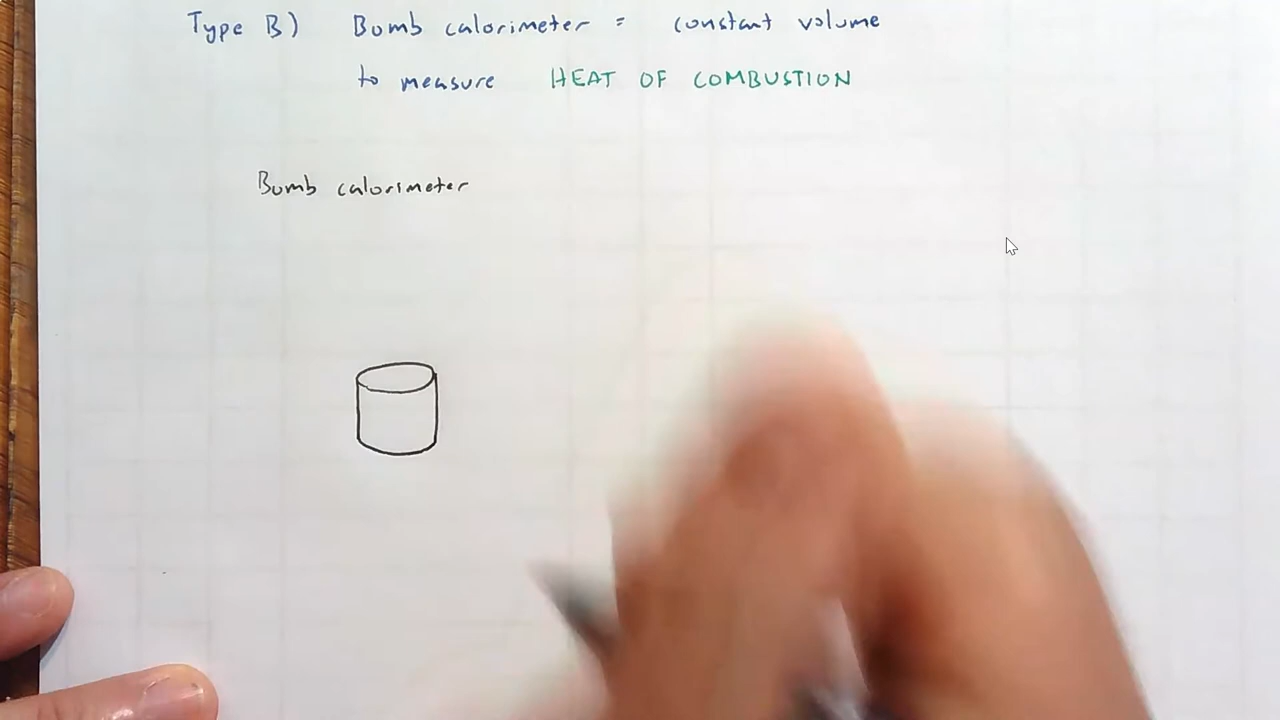 Type B) Bomb calorimeter = constant volume
to measure HEAT OF COMBUSTION
Bomb calorimeter